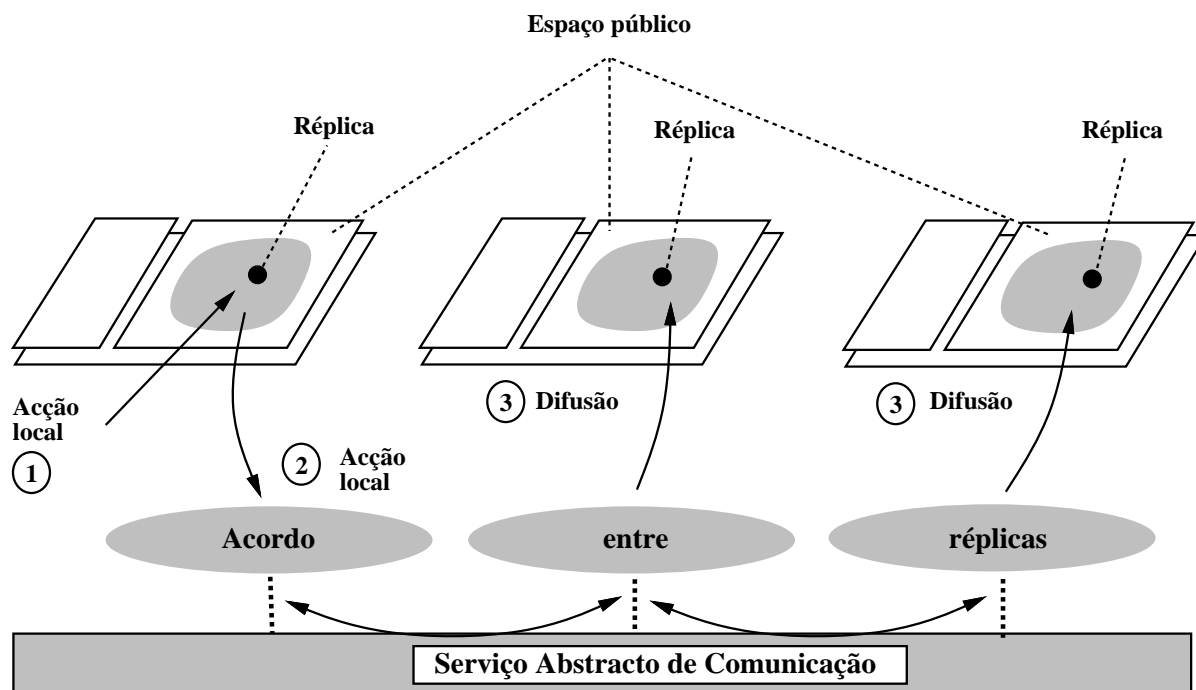 Espaço público
Réplica
Réplica
Réplica
Acção
local
1
2
Acção
local
3 Difusão
3 Difusão
Acordo
entre
réplicas
Serviço Abstracto de Comunicação